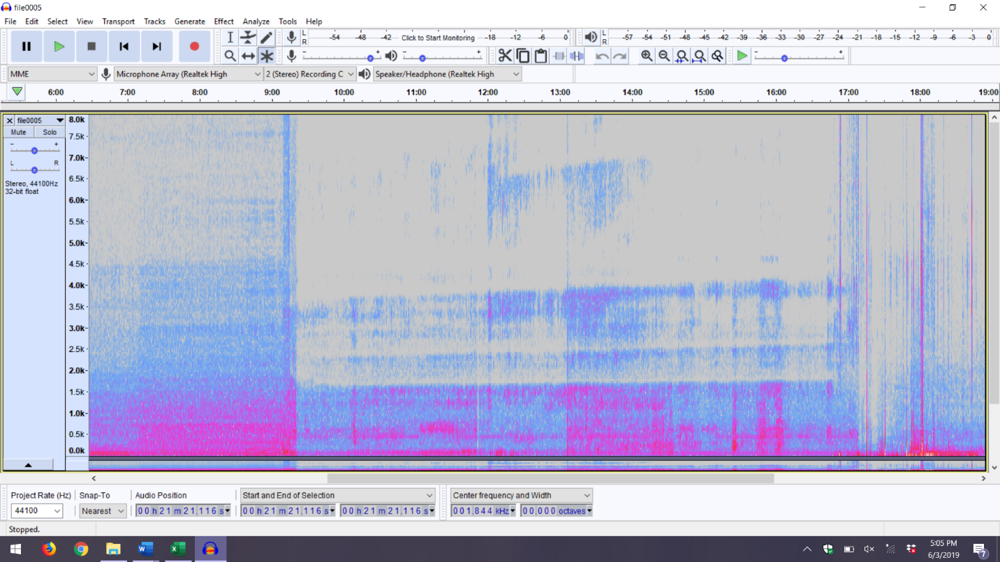 file0005
File Edit Select View Transport Tracks Generate Effect Analyze Tools Help
L R -54 -48 -42 Click to Start Monitoring -18 -12 -6 0
L R -57 -54 -51 -48 -45 -42 -39 -36 -33 -30 -27 -24 -21 -18 -15 -12 -9 -6 -3 0
- + - + - +
MME Microphone Array (Realtek High 2 (Stereo) Recording C Speaker/Headphone (Realtek High
6:00 7:00 8:00 9:00 10:00 11:00 12:00 13:00 14:00 15:00 16:00 17:00 18:00 19:00
file0005
Mute Solo
- +
L R
Stereo, 44100Hz
32-bit float
8.0k
7.5k
7.0k
6.5k
6.0k
5.5k
5.0k
4.5k
4.0k
3.5k
3.0k
2.5k
2.0k
1.5k
1.0k
0.5k
0.0k
Project Rate (Hz) Snap-To Audio Position Start and End of Selection Center frequency and Width
44100 Nearest 00 h 21 m 21.116 s 00 h 21 m 21.116 s 00 h 21 m 21.116 s 001.844 kHz 00.000 octaves
Stopped.
5:05 PM
6/3/2019
7